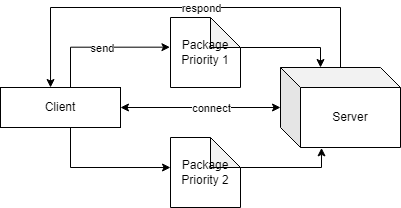 respond
send
Package
Priority 1
Client
connect
Server
Package
Priority 2